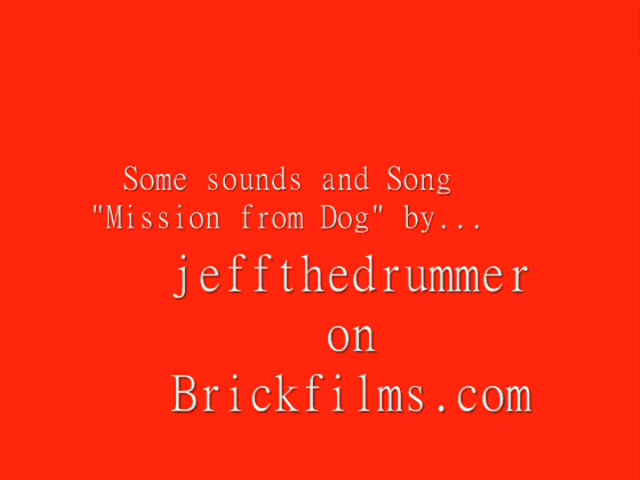 Some sounds and Song
"Mission from Dog" by...
jeffthedrummer
on
Brickfilms.com